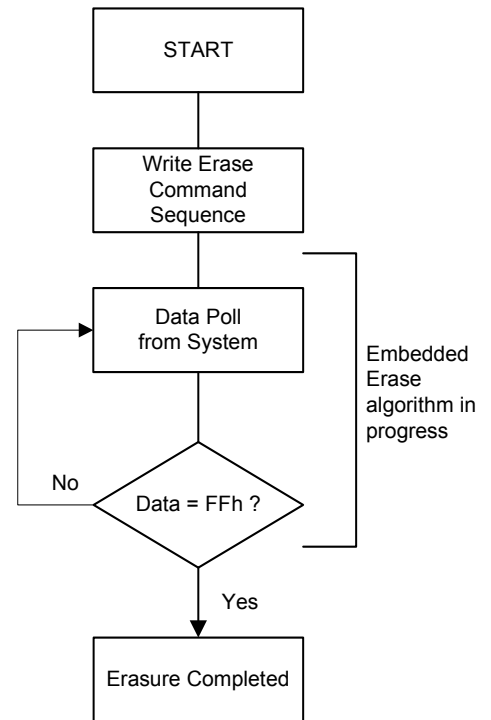 START
Write Erase
Command
Sequence
Data Poll
from System
Embedded
Erase
algorithm in
progress
No
Data = FFh ?
Yes
Erasure Completed